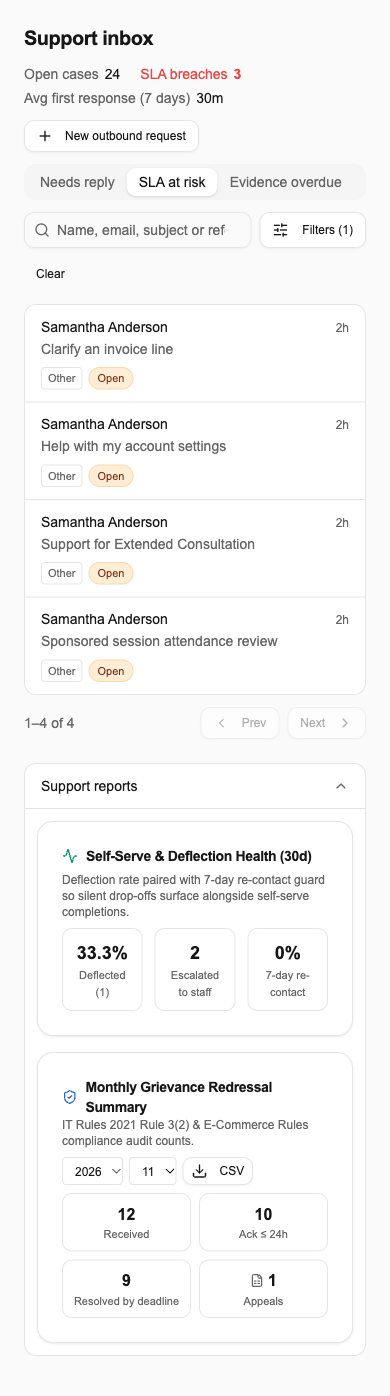 Support inbox
Open cases 24 SLA breaches 3
Avg first response (7 days) 30m
New outbound request
Needs reply SLA at risk Evidence overdue
Name, email, subject or ref Filters (1)
Clear
Samantha Anderson 2h
Clarify an invoice line
Other Open
Samantha Anderson 2h
Help with my account settings
Other Open
Samantha Anderson 2h
Support for Extended Consultation
Other Open
Samantha Anderson 2h
Sponsored session attendance review
Other Open
1–4 of 4 Prev Next
Support reports
Self-Serve & Deflection Health (30d)
Deflection rate paired with 7-day re-contact guard
so silent drop-offs surface alongside self-serve
completions.
33.3% 2 0%
Deflected Escalated 7-day re-
(1) to staff contact
Monthly Grievance Redressal
Summary
IT Rules 2021 Rule 3(2) & E-Commerce Rules
compliance audit counts.
2026 11 CSV
12 10
Received Ack ≤ 24h
9 1
Resolved by deadline Appeals